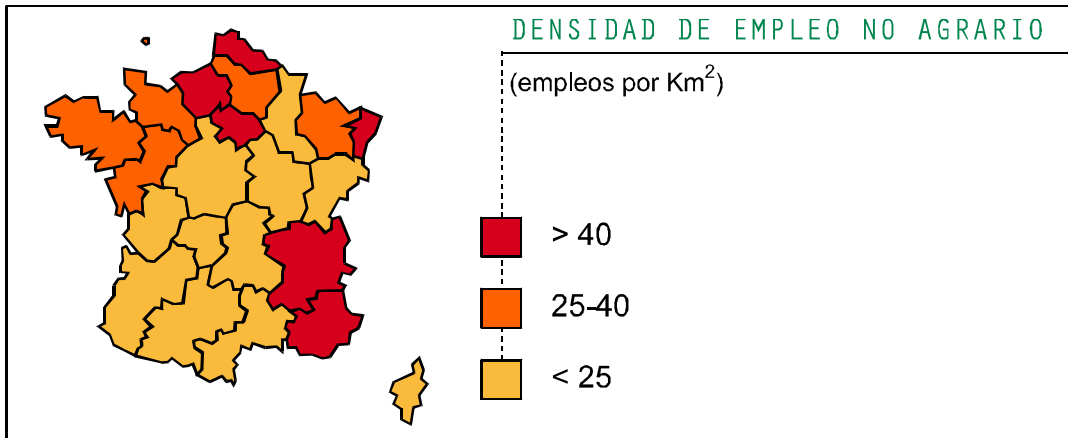 DENSIDAD DE EMPLEO NO AGRARIO
(empleos por Km²)
> 40
25-40
< 25